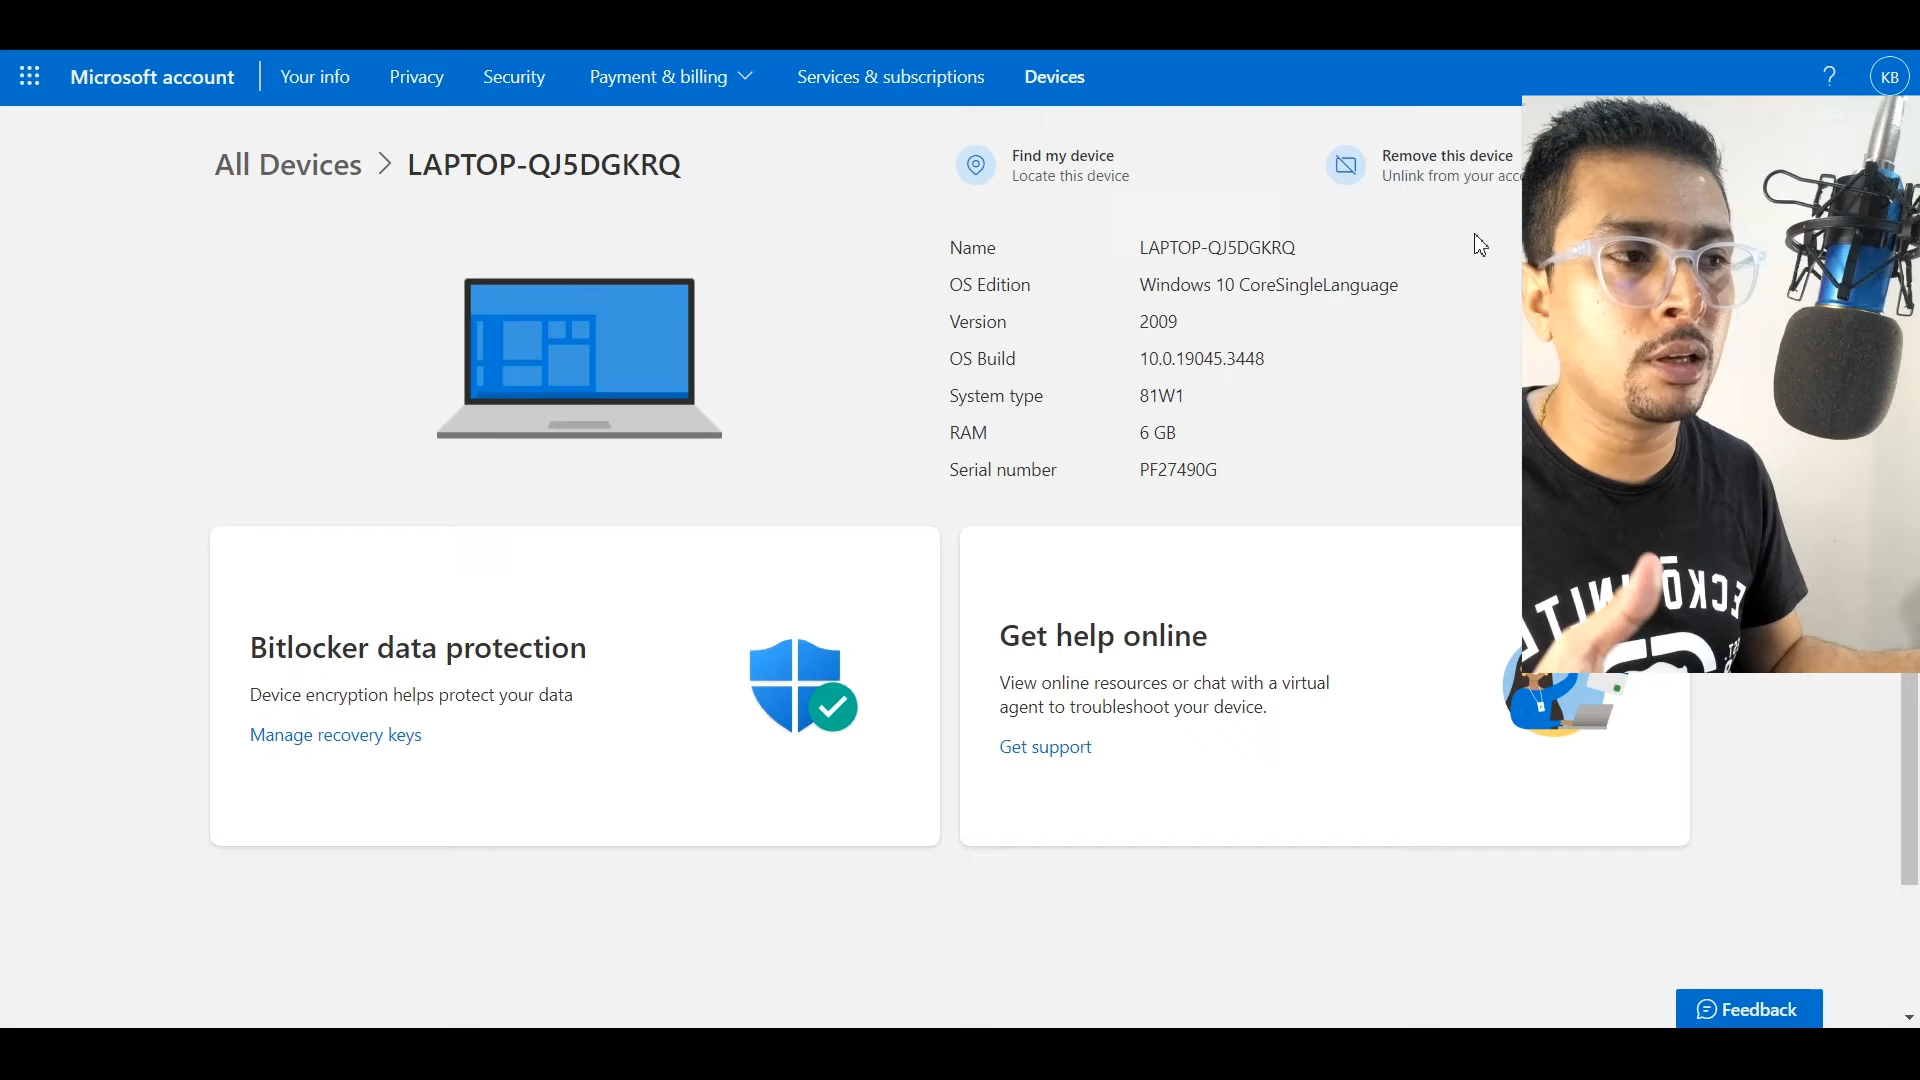 Microsoft account
Your info
Privacy
Security
Payment & billing
Services & subscriptions
Devices
?
KB
All Devices > LAPTOP-QJ5DGKRQ
Find my device
Locate this device
Remove this device
Unlink from your
Name LAPTOP-QJ5DGKRQ
OS Edition Windows 10 CoreSingleLanguage
Version 2009
OS Build 10.0.19045.3448
System type 81W1
RAM 6 GB
Serial number PF27490G
Bitlocker data protection
Device encryption helps protect your data
Manage recovery keys
Get help online
View online resources or chat with a virtual
agent to troubleshoot your device.
Get support
Feedback